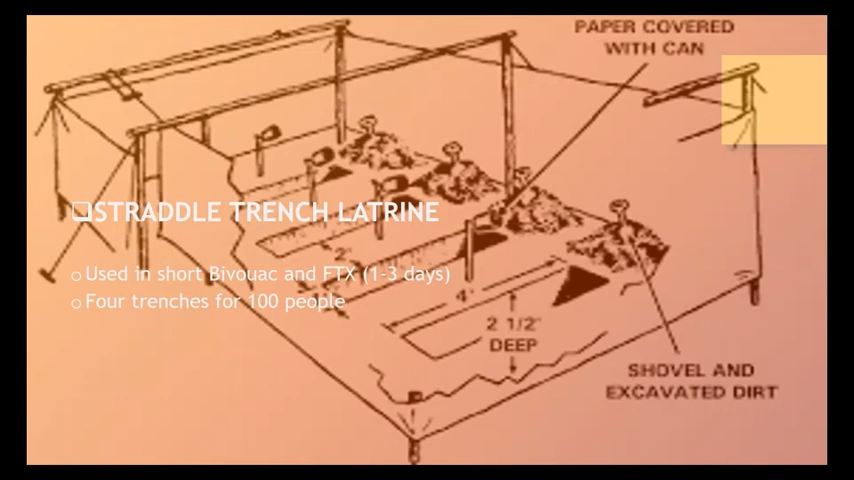 PAPER COVERED
WITH CAN
❑STRADDLE TRENCH LATRINE
2'
o Used in short Bivouac and FTX (1-3 days)
4'
o Four trenches for 100 people
2 1/2"
DEEP
SHOVEL AND
EXCAVATED DIRT